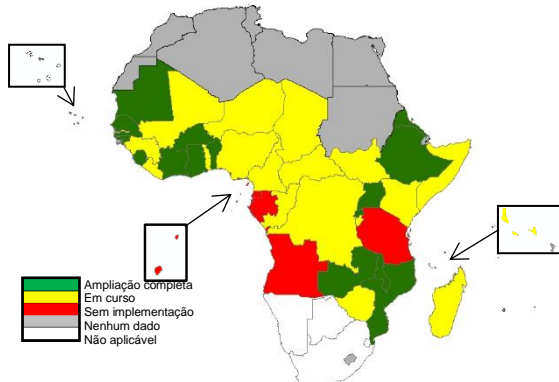 Ampliação completa
Em curso
Sem implementação
Nenhum dado
Não aplicável